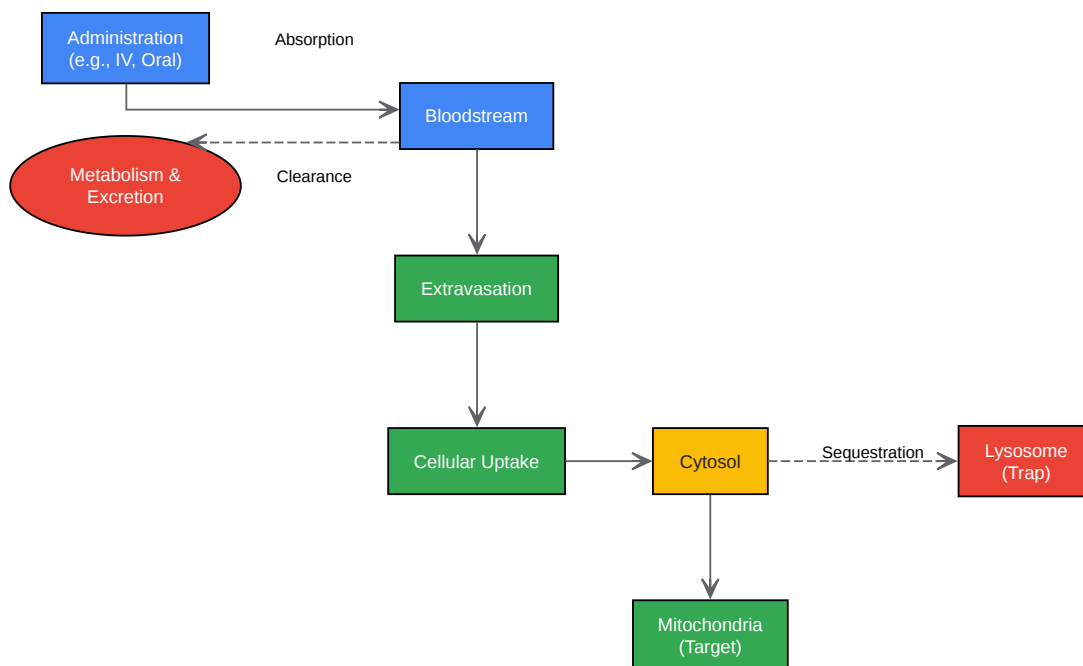 Administration
(e.g., IV, Oral)
Absorption
Bloodstream
Metabolism &
Excretion
Clearance
Extravasation
Cellular Uptake
Cytosol
Sequestration
Lysosome
(Trap)
Mitochondria
(Target)